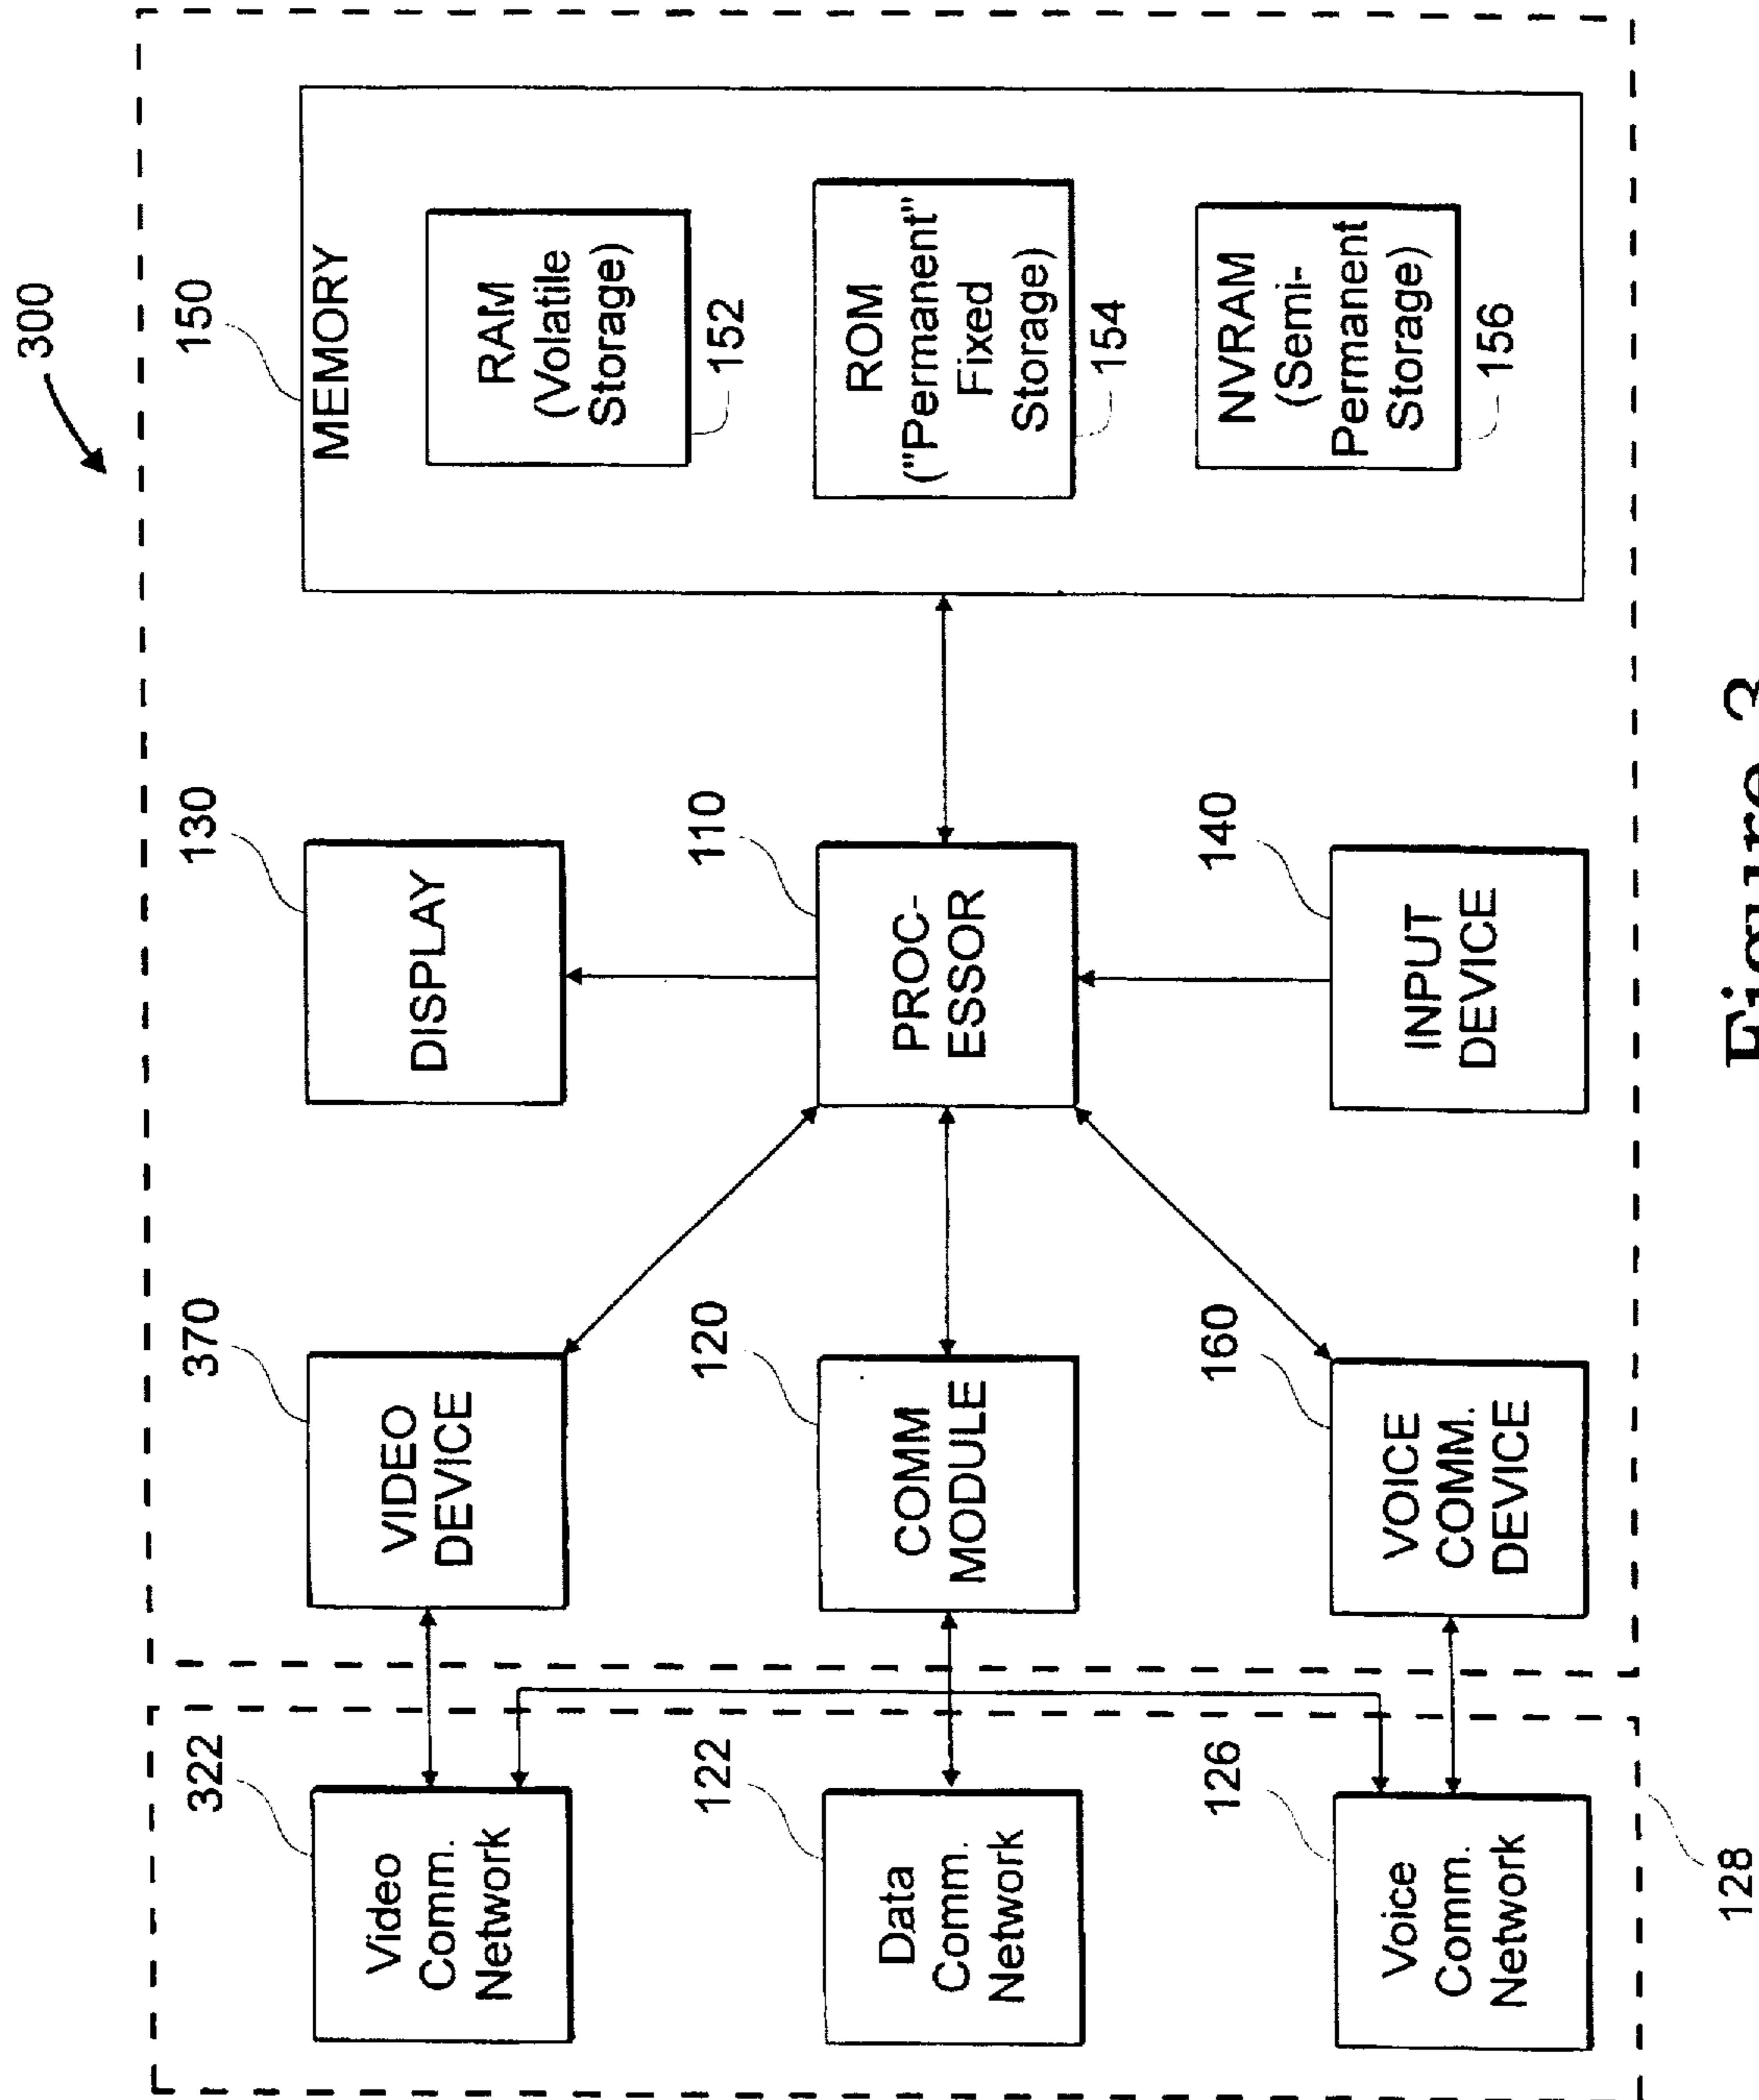 300
150
MEMORY
RAM
(Volatile
Storage)
152
ROM
("Permanent"
Fixed
Storage)
154
NVRAM
(Semi-
Permanent
Storage)
156
130
DISPLAY
110
PROC-
ESSOR
140
INPUT
DEVICE
370
VIDEO
DEVICE
120
COMM
MODULE
160
VOICE
COMM.
DEVICE
322
Video
Comm.
Network
122
Data
Comm.
Network
126
Voice
Comm.
Network
128
Figure 3